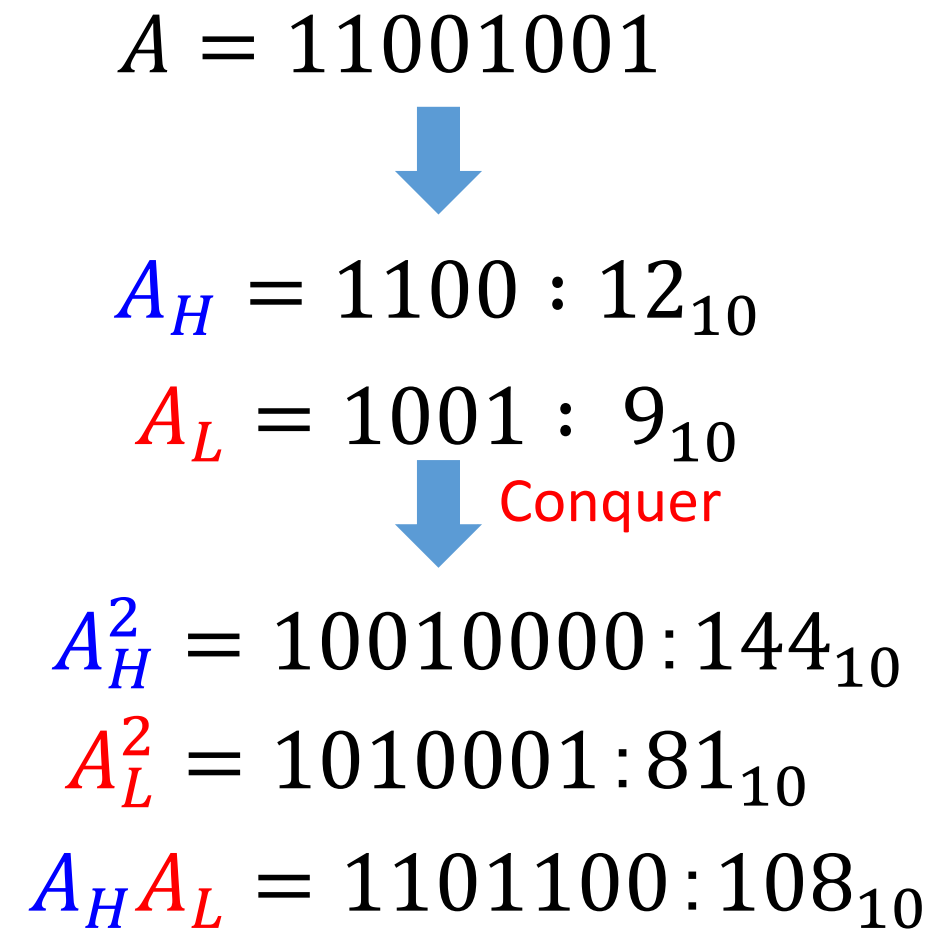 A = 11001001
A_H = 1100 : 12_10
A_L = 1001 : 9_10
Conquer
A_H^2 = 10010000 : 144_10
A_L^2 = 1010001 : 81_10
A_H A_L = 1101100 : 108_10